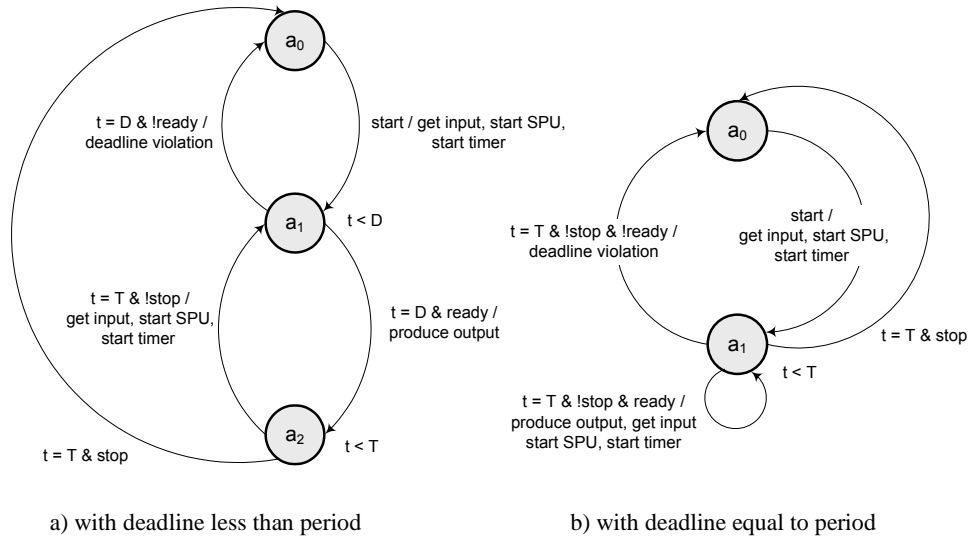 a0
t = D & !ready /
deadline violation
start / get input, start SPU,
start timer
a1
t < D
t = T & !stop /
get input, start SPU,
start timer
t = D & ready /
produce output
a2
t < T
t = T & stop
a) with deadline less than period
a0
t = T & !stop & !ready /
deadline violation
start /
get input, start SPU,
start timer
a1
t < T
t = T & stop
t = T & !stop & ready /
produce output, get input
start SPU, start timer
b) with deadline equal to period